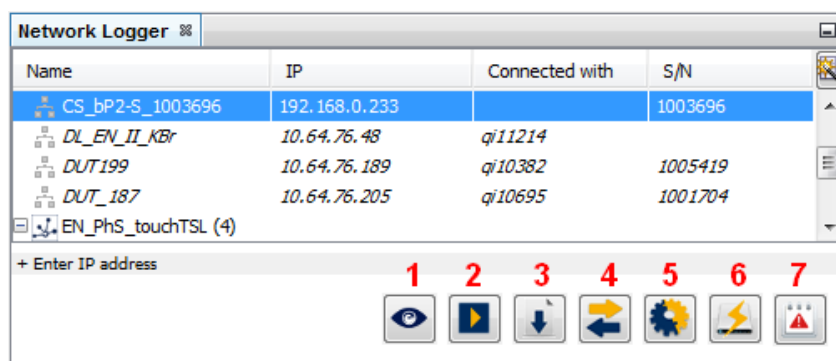 Network Logger
Name IP Connected with S/N
CS_bP2-S_1003696 192.168.0.233 1003696
DL_EN_II_KBr 10.64.76.48 qi11214
DUT199 10.64.76.189 qi10382 1005419
DUT_187 10.64.76.205 qi10695 1001704
EN_PhS_touchTSL (4)
+ Enter IP address
1 2 3 4 5 6 7